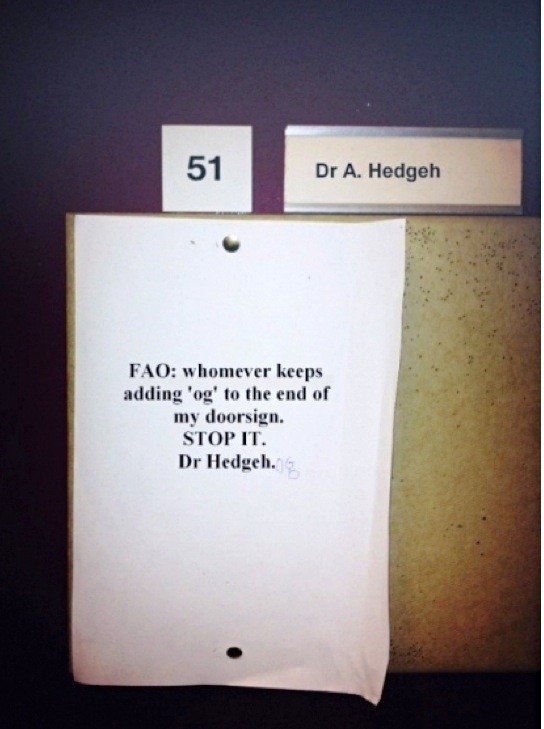 51
Dr A. Hedgeh
FAO: whomever keeps
adding 'og' to the end of
my doorsign.
STOP IT.
Dr Hedgeh.og